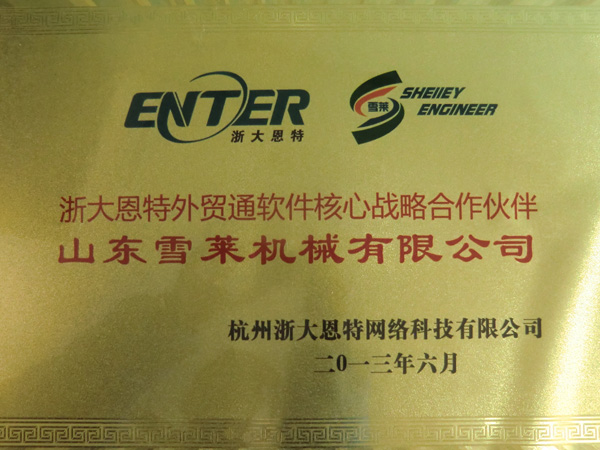 ENTER
浙大恩特
雪莱
SHEllEY
ENGINEER
浙大恩特外贸通软件核心战略合作伙伴
山东雪莱机械有限公司
杭州浙大恩特网络科技有限公司
二0一三年六月